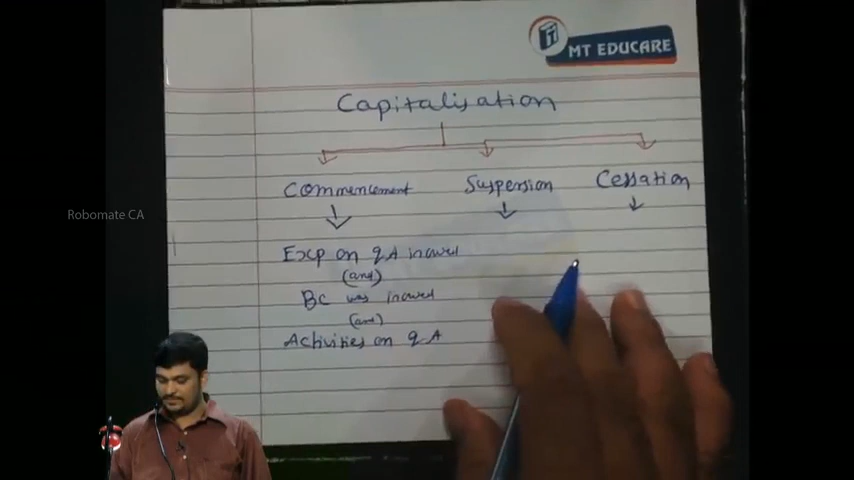 MT EDUCARE
Capitalisation
Commencement Suspension Cessation
Robomate CA
Exp on qA incurred
(and)
BC was incurred
(and)
Activities on qA